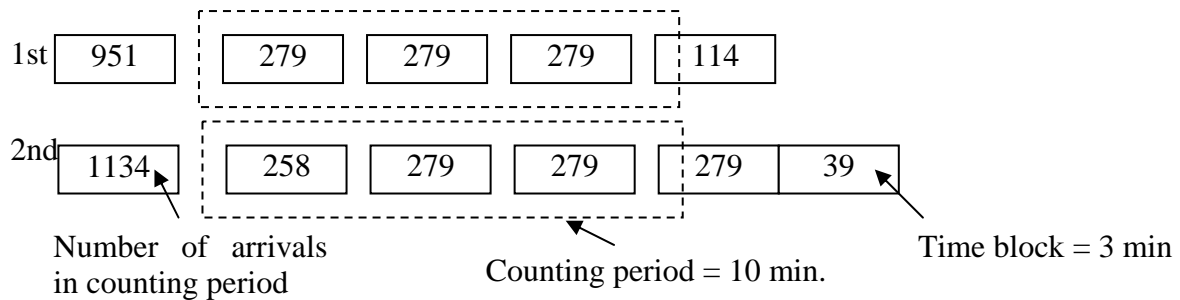 1st 951 279 279 279 114
2nd 1134 258 279 279 279 39
Number of arrivals
in counting period
Counting period = 10 min.
Time block = 3 min